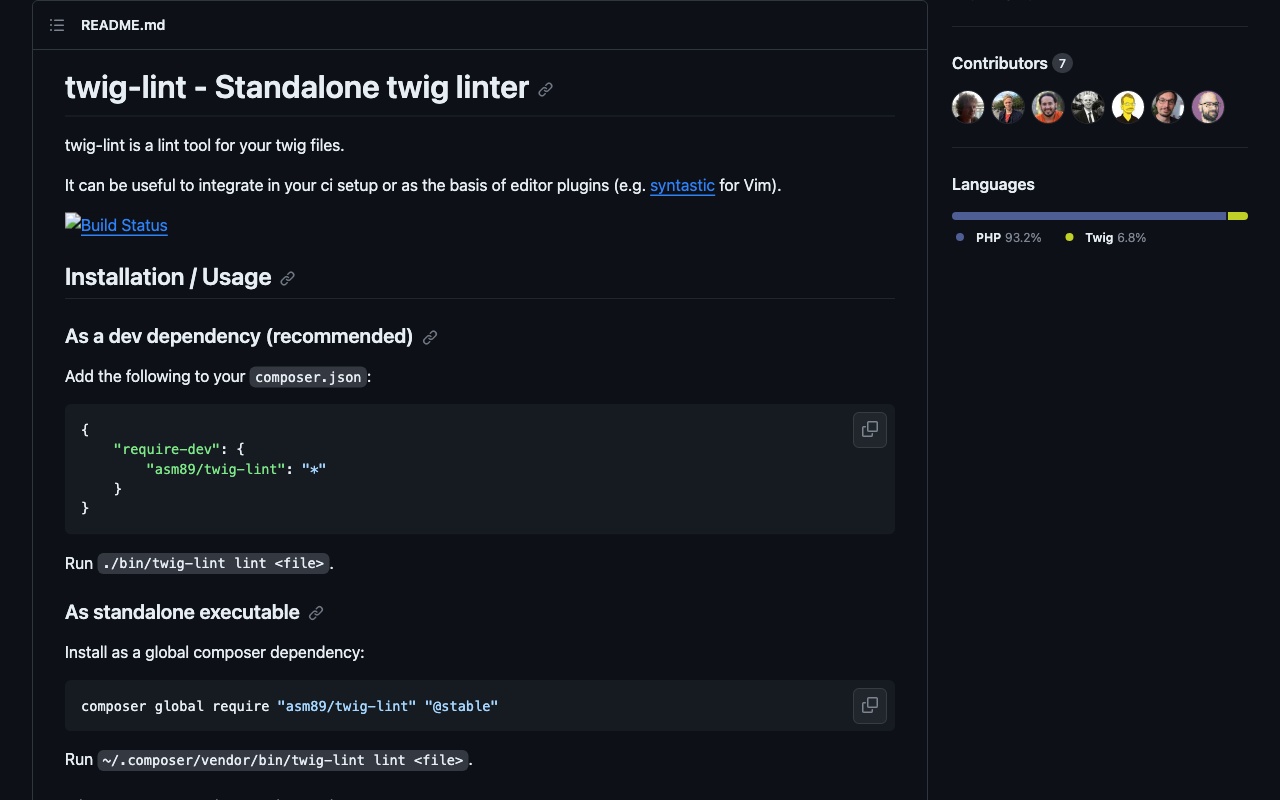 README.md
twig-lint - Standalone twig linter
twig-lint is a lint tool for your twig files.
It can be useful to integrate in your ci setup or as the basis of editor plugins (e.g. syntastic for Vim).
Build Status
Installation / Usage
As a dev dependency (recommended)
Add the following to your composer.json:
{
    "require-dev": {
        "asm89/twig-lint": "*"
    }
}
Run ./bin/twig-lint lint <file>.
As standalone executable
Install as a global composer dependency:
composer global require "asm89/twig-lint" "@stable"
Run ~/.composer/vendor/bin/twig-lint lint <file>.
Contributors 7
Languages
PHP 93.2% Twig 6.8%